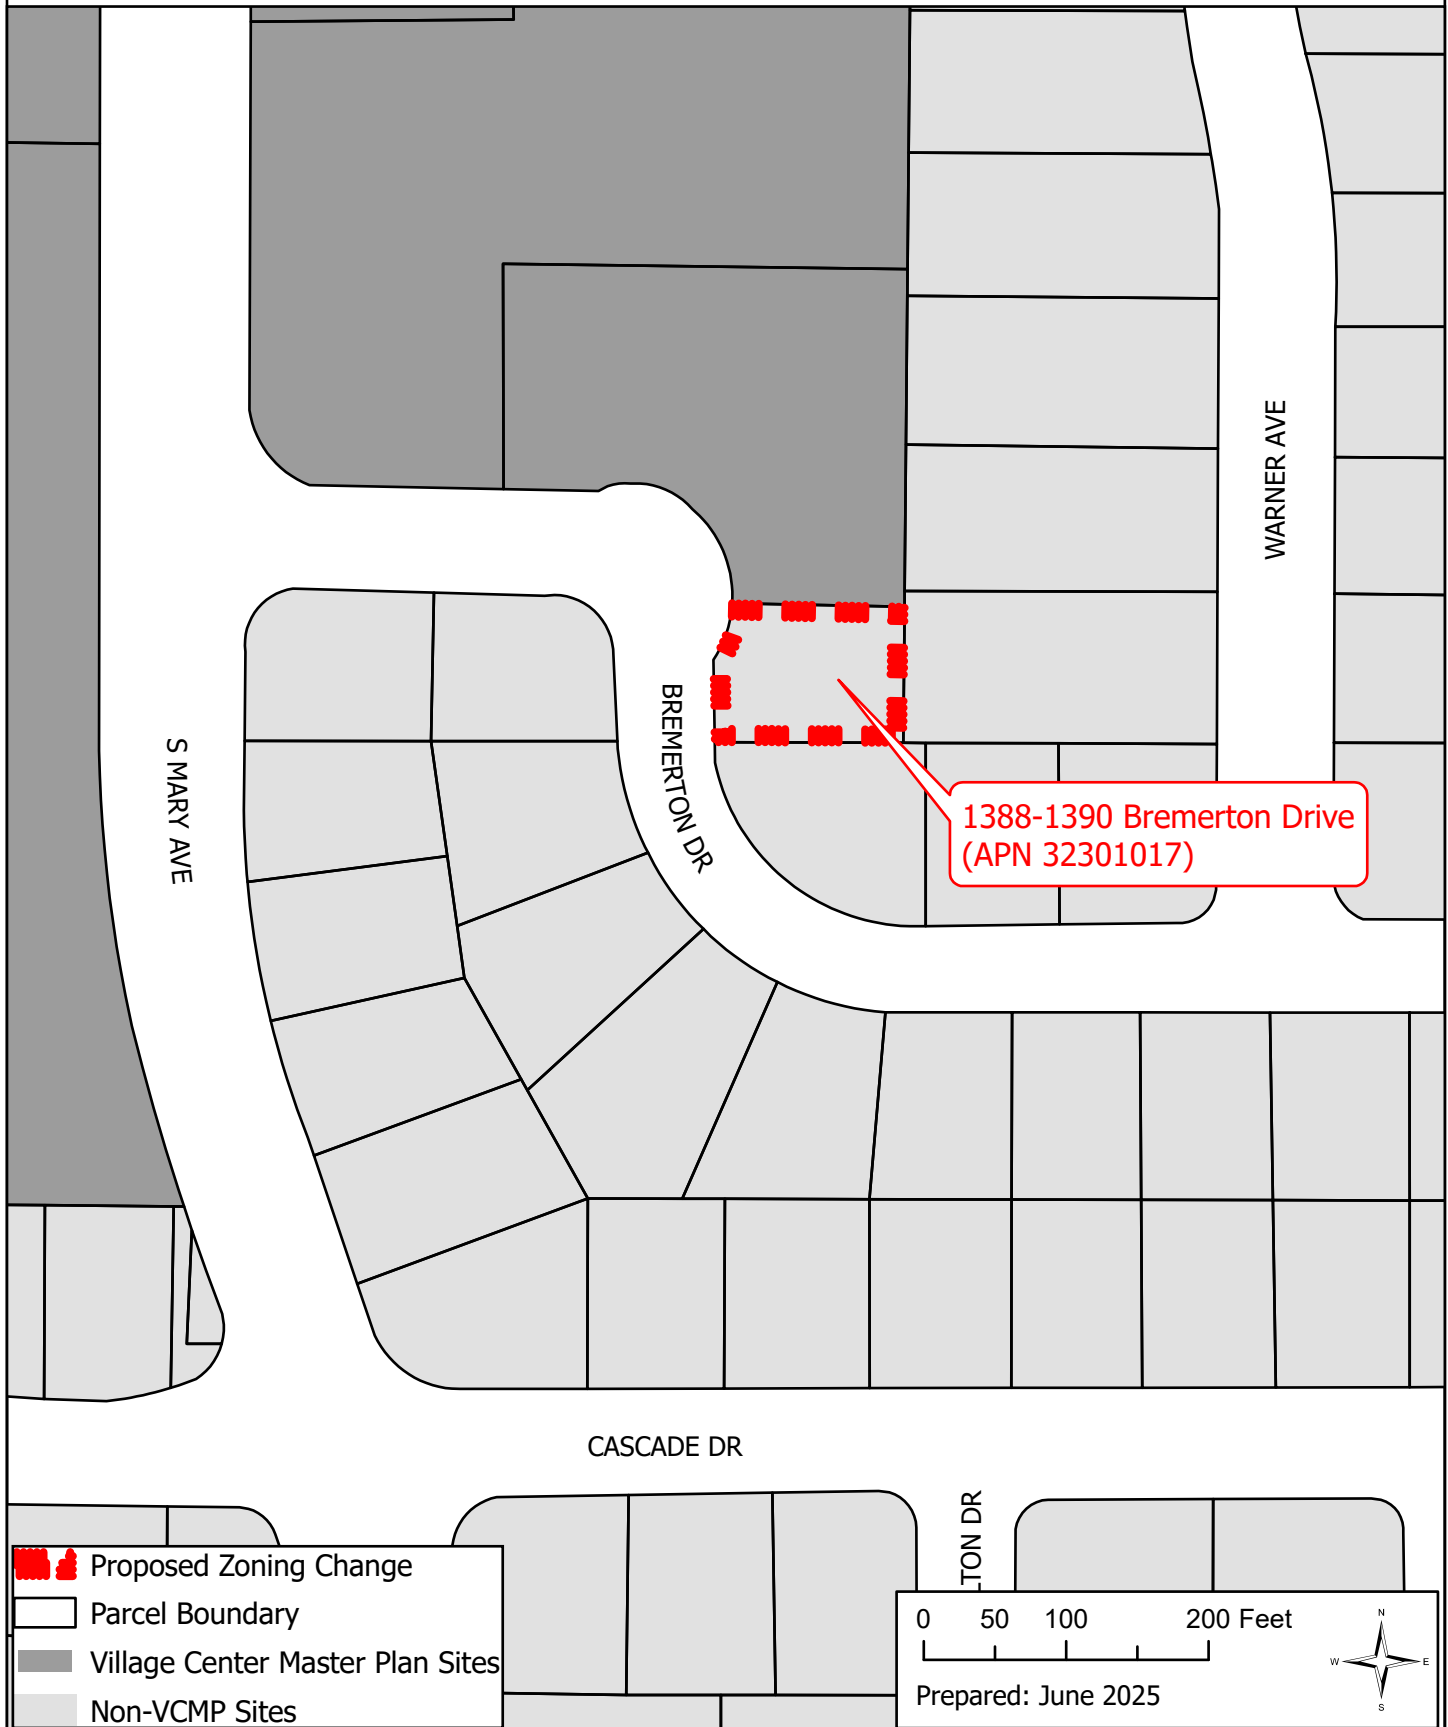 WARNER AVE
BREMERTON DR
S MARY AVE
1388-1390 Bremerton Drive
(APN 32301017)
CASCADE DR
LTON DR
Proposed Zoning Change
Parcel Boundary
Village Center Master Plan Sites
Non-VCMP Sites
0 50 100 200 Feet
Prepared: June 2025
N
W E
S